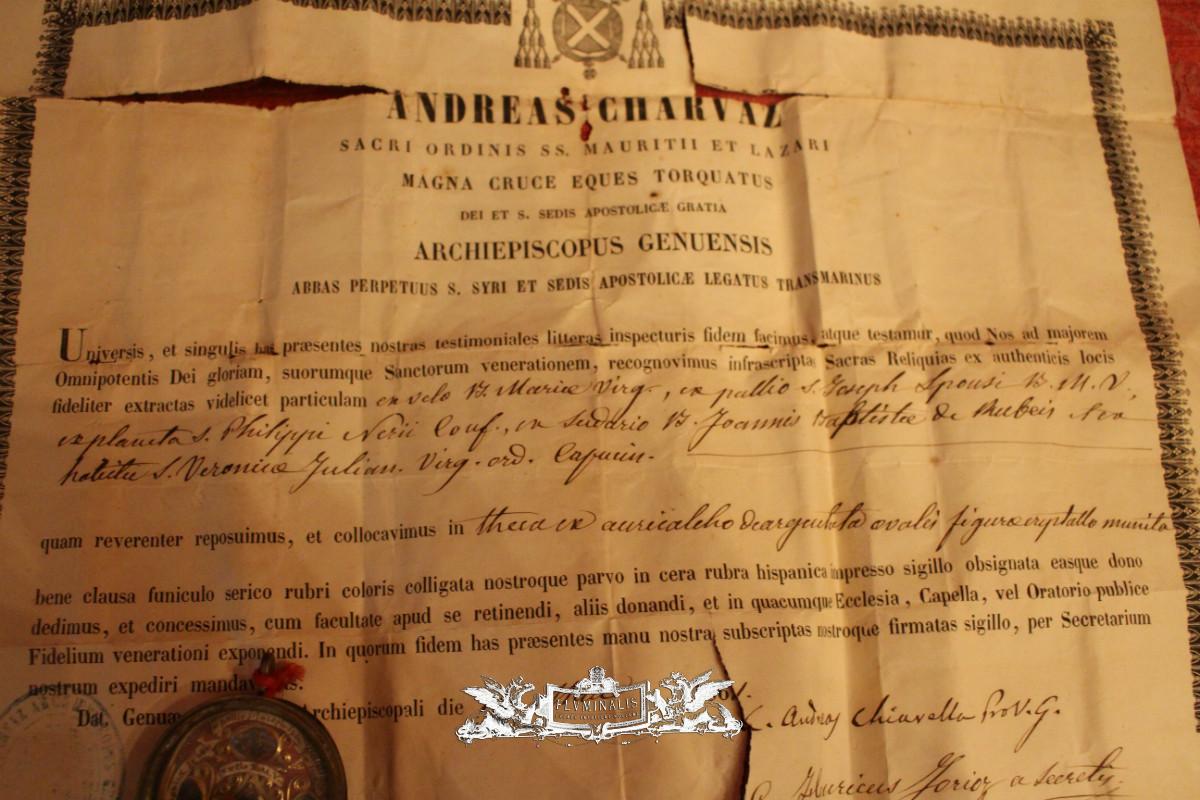 ANDREAS CHARVAZ
SACRI ORDINIS SS. MAURITII ET LAZARI
MAGNA CRUCE EQUES TORQUATUS
DEI ET S. SEDIS APOSTOLICÆ GRATIA
ARCHIEPISCOPUS GENUENSIS
ABBAS PERPETUUS S. SYRI ET SEDIS APOSTOLICÆ LEGATUS TRANSMARINUS
Universis, et singulis has præsentes nostras testimoniales litteras inspecturis fidem facimus, atque testamur, quod Nos ad majorem
Omnipotentis Dei gloriam, suorumque Sanctorum venerationem, recognovimus infrascripta Sacras Reliquias ex authenticis locis
fideliter extractas videlicet particulam ex velo B. Mariæ Virg., ex pallio S. Joseph Sponsi B. M. V.,
ex planeta S. Philippi Nerii Conf., ex sudario B. Joannis Baptistæ de Rubeis
habitu S. Veronicæ Julian. Virg. ord. Capucin.
quam reverenter reposuimus, et collocavimus in theca ex auricalcho ovalis figuræ munita
bene clausa funiculo serico rubri coloris colligata nostroque parvo in cera rubra hispanica impresso sigillo obsignata easque dono
dedimus, et concessimus, cum facultate apud se retinendi, aliis donandi, et in quacumque Ecclesia, Capella, vel Oratorio publice
Fidelium venerationi exponendi. In quorum fidem has præsentes manu nostra subscriptas nostroque firmatas sigillo, per Secretarium
nostrum expediri mandavimus.
Dat. Genuæ Archiepiscopali die
Andreas Chiavella Pro V. G.
a Secretis.
FLVMINALIS